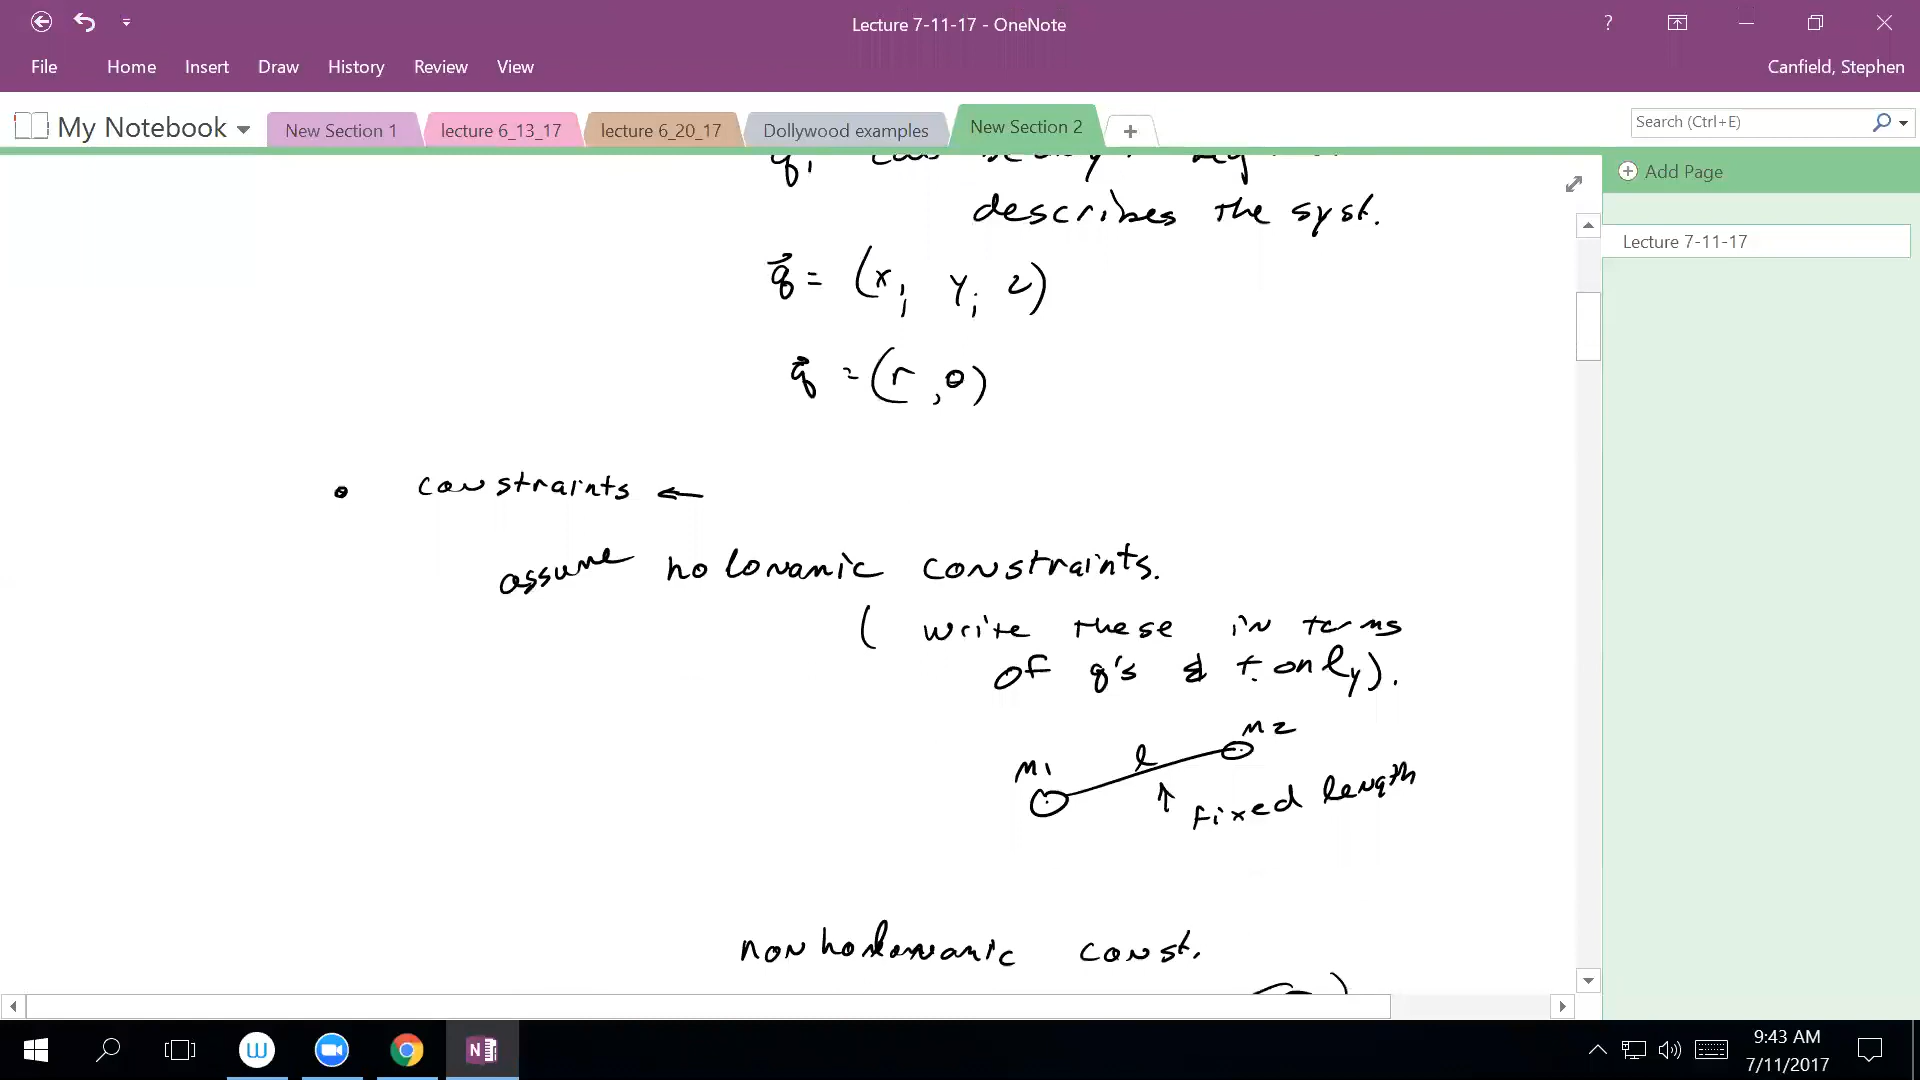 Lecture 7-11-17 - OneNote
?
File Home Insert Draw History Review View
Canfield, Stephen
My Notebook
New Section 1 lecture 6_13_17 lecture 6_20_17 Dollywood examples New Section 2 +
Search (Ctrl+E)
Add Page
Lecture 7-11-17
describes the syst.
q⃗ = (x, y, z)
q⃗ = (r, θ)
• constraints ←
assume holonamic constraints.
( write these in terms
of q's & t only).
M1 l M2
↑ fixed length
nonholonamic const.
W N
9:43 AM
7/11/2017